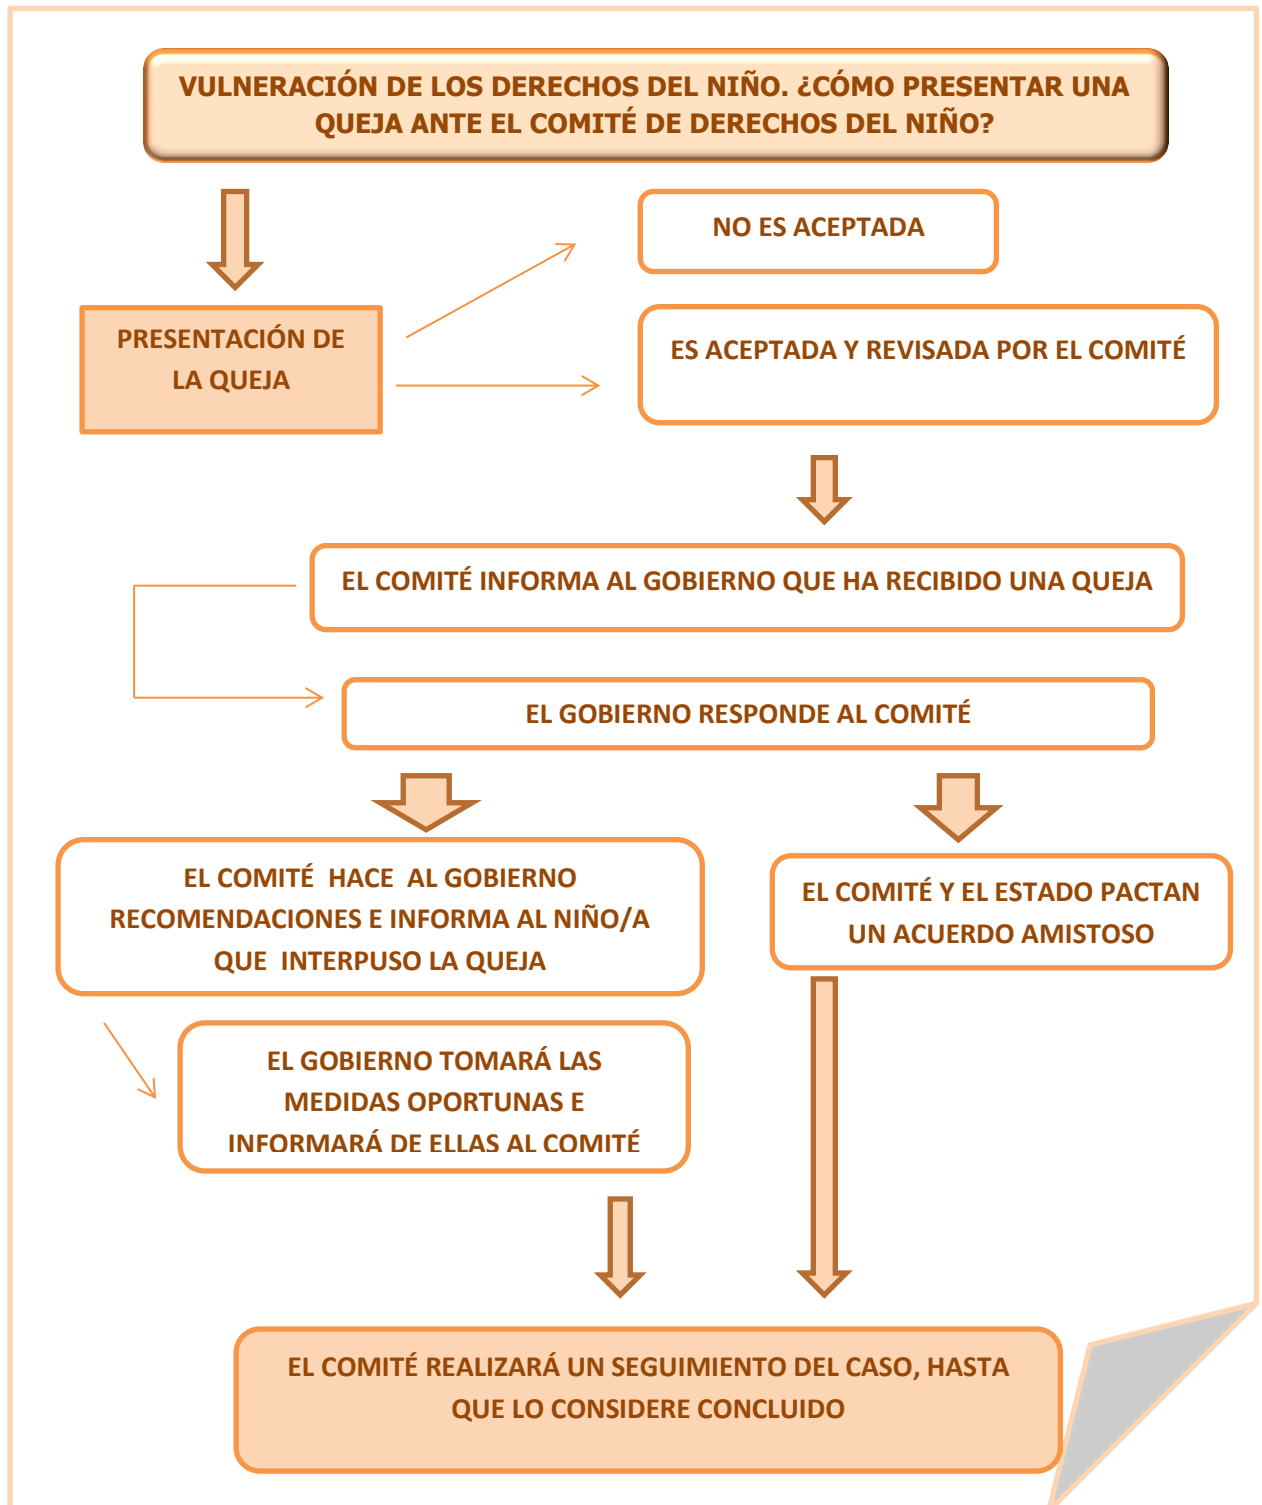 VULNERACIÓN DE LOS DERECHOS DEL NIÑO. ¿CÓMO PRESENTAR UNA
QUEJA ANTE EL COMITÉ DE DERECHOS DEL NIÑO?
NO ES ACEPTADA
PRESENTACIÓN DE
LA QUEJA
ES ACEPTADA Y REVISADA POR EL COMITÉ
EL COMITÉ INFORMA AL GOBIERNO QUE HA RECIBIDO UNA QUEJA
EL GOBIERNO RESPONDE AL COMITÉ
EL COMITÉ HACE AL GOBIERNO
RECOMENDACIONES E INFORMA AL NIÑO/A
QUE INTERPUSO LA QUEJA
EL COMITÉ Y EL ESTADO PACTAN
UN ACUERDO AMISTOSO
EL GOBIERNO TOMARÁ LAS
MEDIDAS OPORTUNAS E
INFORMARÁ DE ELLAS AL COMITÉ
EL COMITÉ REALIZARÁ UN SEGUIMIENTO DEL CASO, HASTA
QUE LO CONSIDERE CONCLUIDO